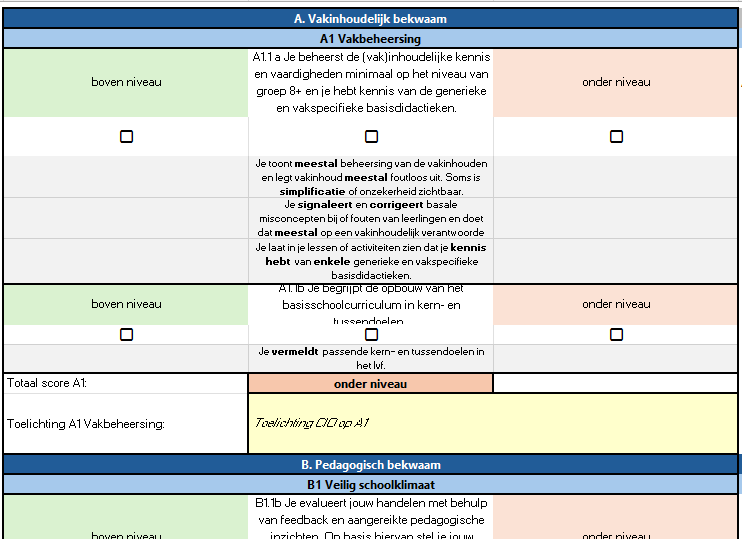 A. Vakinhoudelijk bekwaam
A1 Vakbeheersing
boven niveau
A1.1 a Je beheerst de (vak)inhoudelijke kennis
en vaardigheden minimaal op het niveau van
groep 8+ en je hebt kennis van de generieke
en vakspecifieke basisdidactieken.
onder niveau
Je toont meestal beheersing van de vakinhouden
en legt vakinhoud meestal foutloos uit. Soms is
simplificatie of onzekerheid zichtbaar.
Je signaleert en corrigeert basale
misconcepten bij of fouten van leerlingen en doet
dat meestal op een vakinhoudelijk verantwoorde
Je laat in je lessen of activiteiten zien dat je kennis
hebt van enkele generieke en vakspecifieke
basisdidactieken.
boven niveau
A1.1b Je begrijpt de opbouw van het
basisschoolcurriculum in kern- en
tussendoelen
onder niveau
Je vermeldt passende kern- en tussendoelen in
het lvf.
Totaal score A1:
onder niveau
Toelichting A1 Vakbeheersing:
Toelichting CIO op A1
B. Pedagogisch bekwaam
B1 Veilig schoolklimaat
boven niveau
B1.1b Je evalueert jouw handelen met behulp
van feedback en aangereikte pedagogische
inzichten. Op basis hiervan stel je jouw
onder niveau